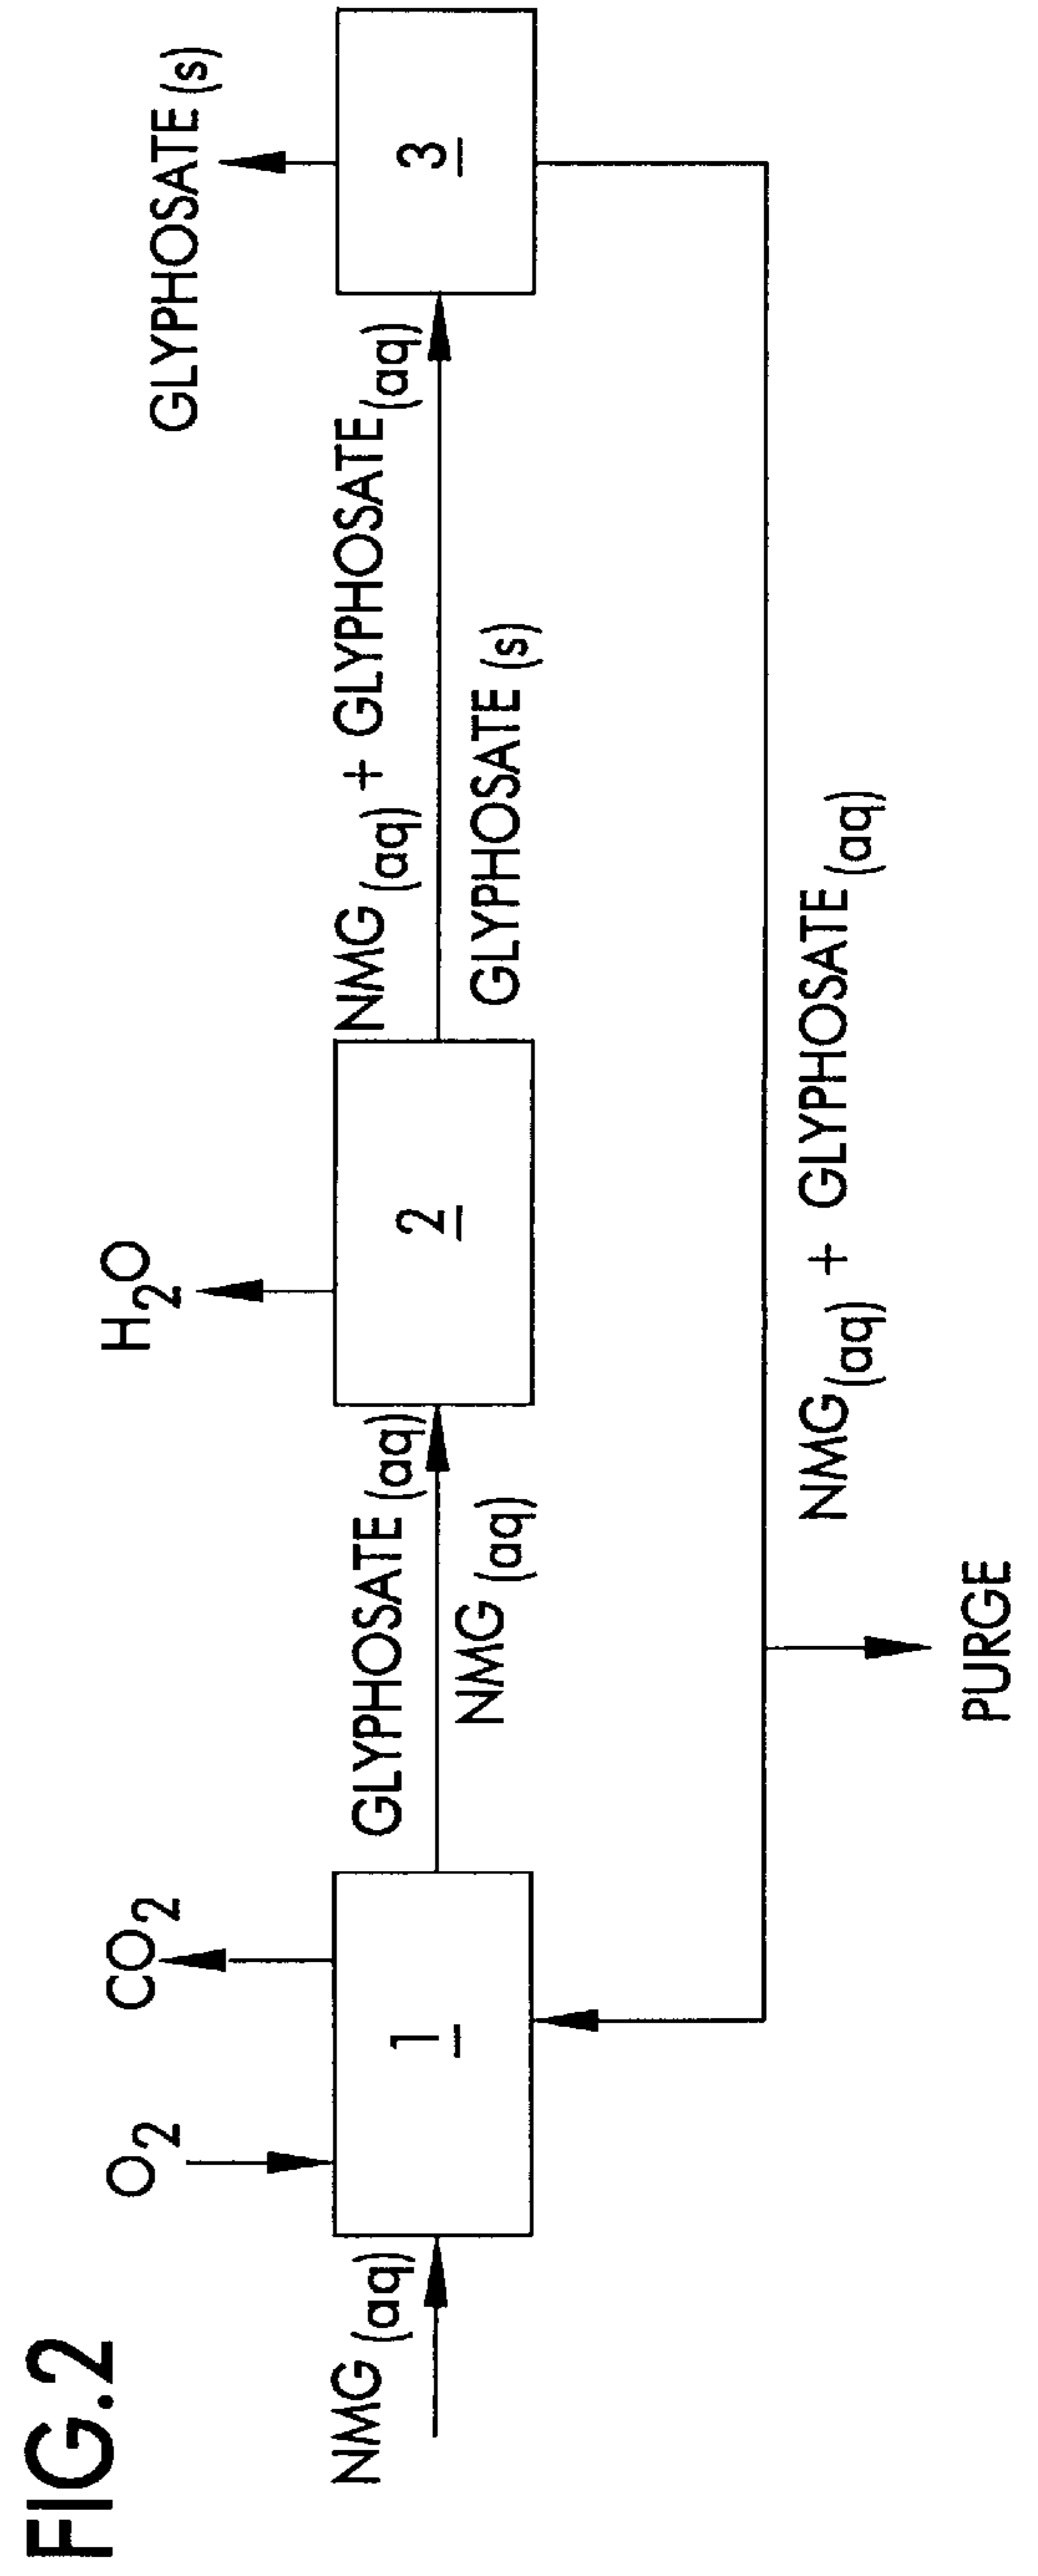 FIG.2
O2
CO2
H2O
GLYPHOSATE (s)
NMG (aq)
GLYPHOSATE (aq)
NMG (aq) + GLYPHOSATE (aq)
1
2
3
NMG (aq)
GLYPHOSATE (s)
NMG (aq) + GLYPHOSATE (aq)
PURGE